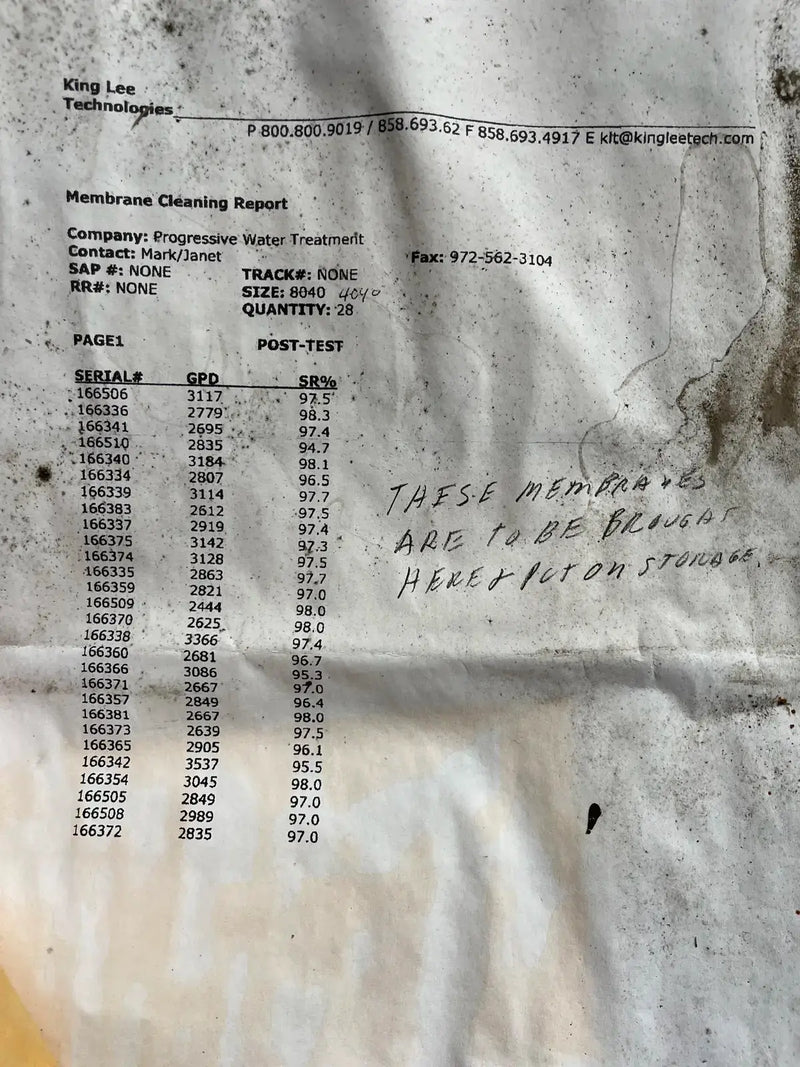 King Lee
Technologies
P 800.800.9019 / 858.693.62 F 858.693.4917 E klt@kingleetech.com
Membrane Cleaning Report
Company: Progressive Water Treatment
Contact: Mark/Janet Fax: 972-562-3104
SAP #: NONE TRACK#: NONE
RR#: NONE SIZE: 8040 4040
QUANTITY: 28
PAGE1 POST-TEST
SERIAL# GPD SR%
166506 3117 97.5
166336 2779 98.3
166341 2695 97.4
166510 2835 94.7
166340 3184 98.1
166334 2807 96.5
166339 3114 97.7
166383 2612 97.5
166337 2919 97.4
166375 3142 97.3
166374 3128 97.5
166335 2863 97.7
166359 2821 97.0
166509 2444 98.0
166370 2625 98.0
166338 3366 97.4
166360 2681 96.7
166366 3086 95.3
166371 2667 97.0
166357 2849 96.4
166381 2667 98.0
166373 2639 97.5
166365 2905 96.1
166342 3537 95.5
166354 3045 98.0
166505 2849 97.0
166508 2989 97.0
166372 2835 97.0
THESE MEMBRANES
ARE TO BE BROUGHT
HERE & PUT ON STORAGE.